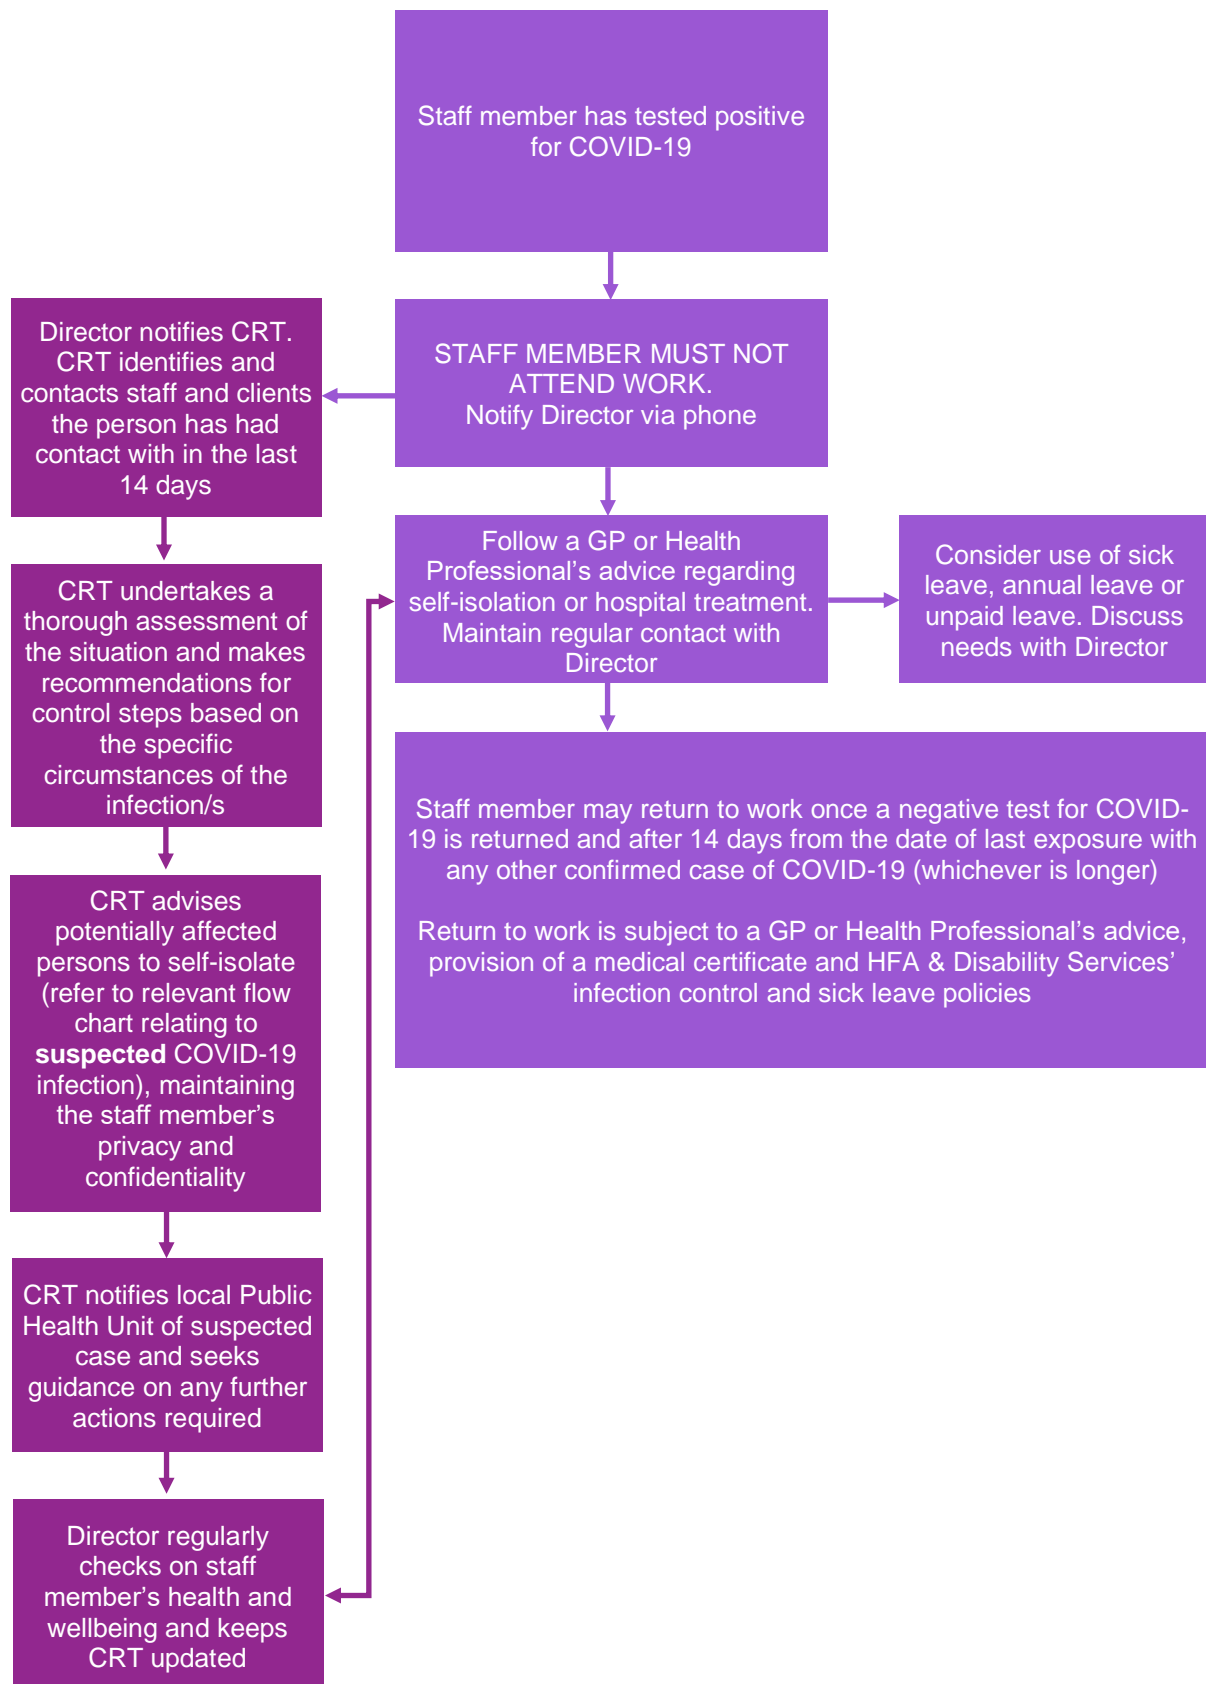 Staff member has tested positive
for COVID-19
STAFF MEMBER MUST NOT
ATTEND WORK.
Notify Director via phone
Director notifies CRT.
CRT identifies and
contacts staff and clients
the person has had
contact with in the last
14 days
CRT undertakes a
thorough assessment of
the situation and makes
recommendations for
control steps based on
the specific
circumstances of the
infection/s
CRT advises
potentially affected
persons to self-isolate
(refer to relevant flow
chart relating to
suspected COVID-19
infection), maintaining
the staff member’s
privacy and
confidentiality
CRT notifies local Public
Health Unit of suspected
case and seeks
guidance on any further
actions required
Director regularly
checks on staff
member’s health and
wellbeing and keeps
CRT updated
Follow a GP or Health
Professional’s advice regarding
self-isolation or hospital treatment.
Maintain regular contact with
Director
Consider use of sick
leave, annual leave or
unpaid leave. Discuss
needs with Director
Staff member may return to work once a negative test for COVID-
19 is returned and after 14 days from the date of last exposure with
any other confirmed case of COVID-19 (whichever is longer)
Return to work is subject to a GP or Health Professional’s advice,
provision of a medical certificate and HFA & Disability Services’
infection control and sick leave policies